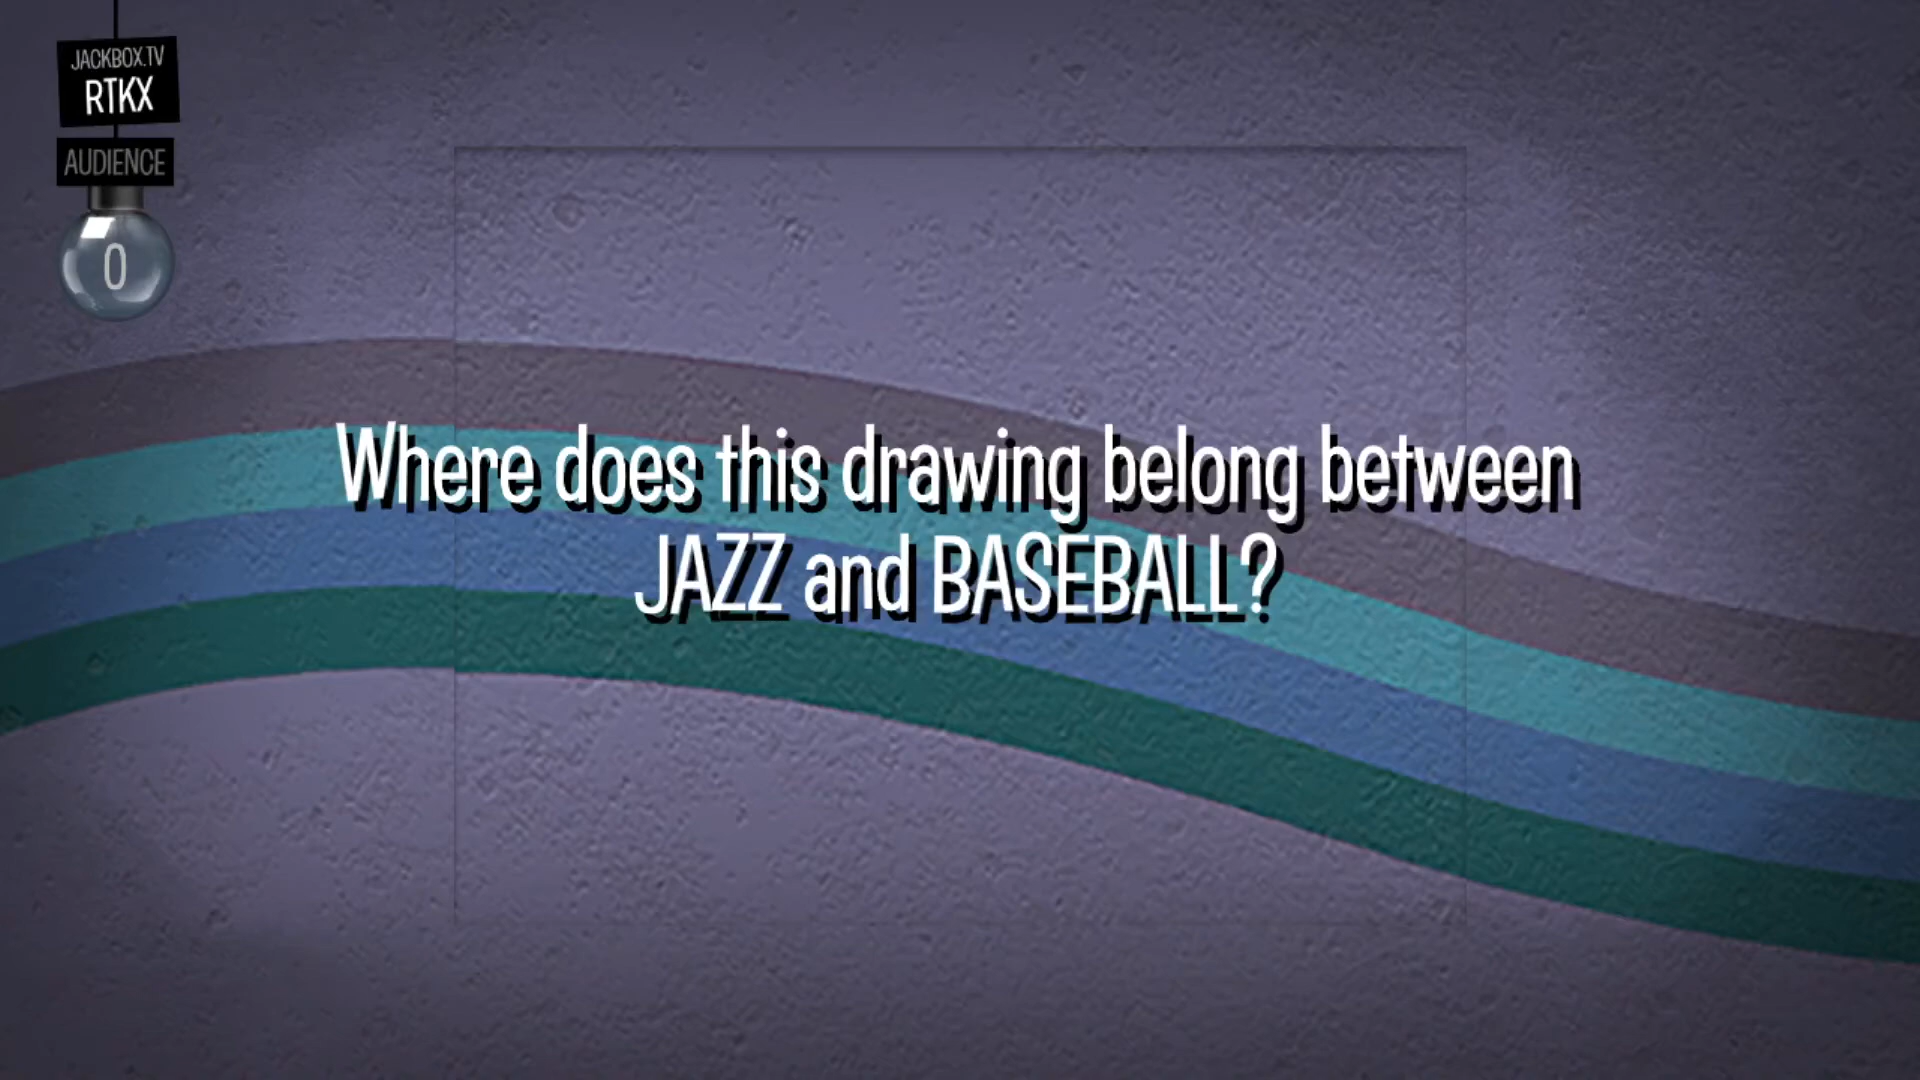 JACKBOX.TV
RTKX
AUDIENCE
0
Where does this drawing belong between
JAZZ and BASEBALL?